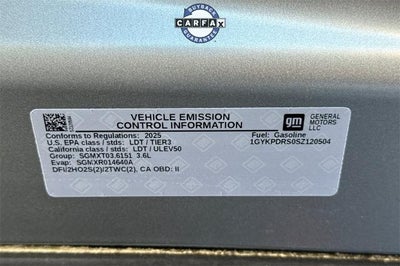 BUYBACK
CARFAX
GUARANTEE
VEHICLE EMISSION
CONTROL INFORMATION
gm
GENERAL
MOTORS
LLC
Conforms to Regulations: 2025
Fuel: Gasoline
U.S. EPA class / stds: LDT / TIER3
1GYKPDRS0SZ120504
California class / stds: LDT / ULEV50
Group: SGMXT03.6151 3.6L
Evap: SGMXR014640A
DFI/2HO2S(2)/2TWC(2), CA OBD: II